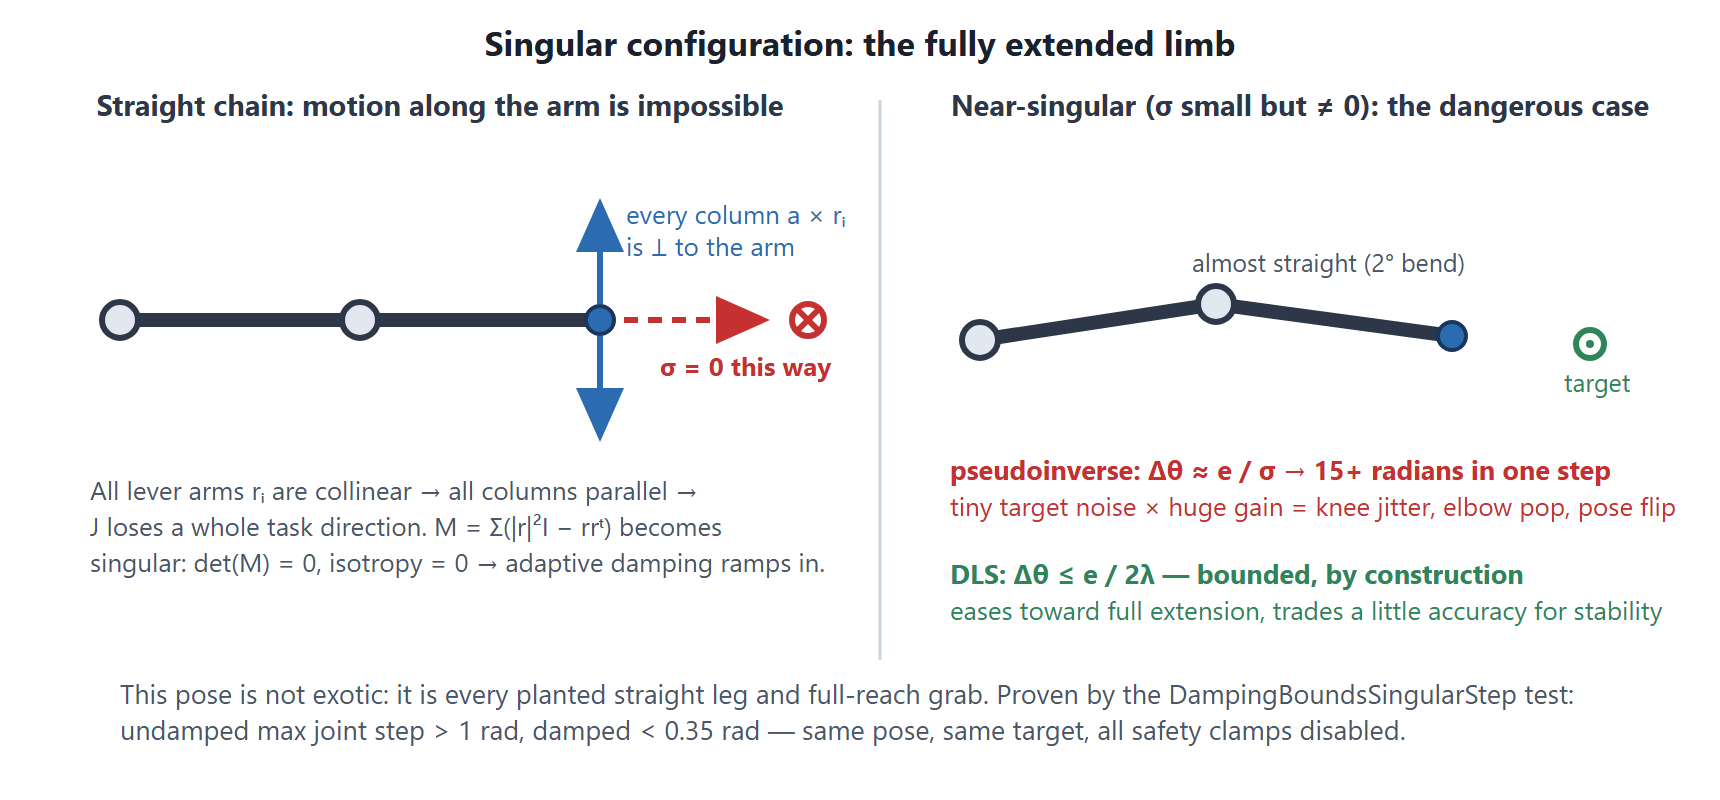 Singular configuration: the fully extended limb
Straight chain: motion along the arm is impossible
every column a × rᵢ
is ⊥ to the arm
σ = 0 this way
All lever arms rᵢ are collinear → all columns parallel →
J loses a whole task direction. M = Σ(|r|²I − rrᵗ) becomes
singular: det(M) = 0, isotropy = 0 → adaptive damping ramps in.
Near-singular (σ small but ≠ 0): the dangerous case
almost straight (2° bend)
target
pseudoinverse: Δθ ≈ e / σ → 15+ radians in one step
tiny target noise × huge gain = knee jitter, elbow pop, pose flip
DLS: Δθ ≤ e / 2λ — bounded, by construction
eases toward full extension, trades a little accuracy for stability
This pose is not exotic: it is every planted straight leg and full-reach grab. Proven by the DampingBoundsSingularStep test:
undamped max joint step > 1 rad, damped < 0.35 rad — same pose, same target, all safety clamps disabled.